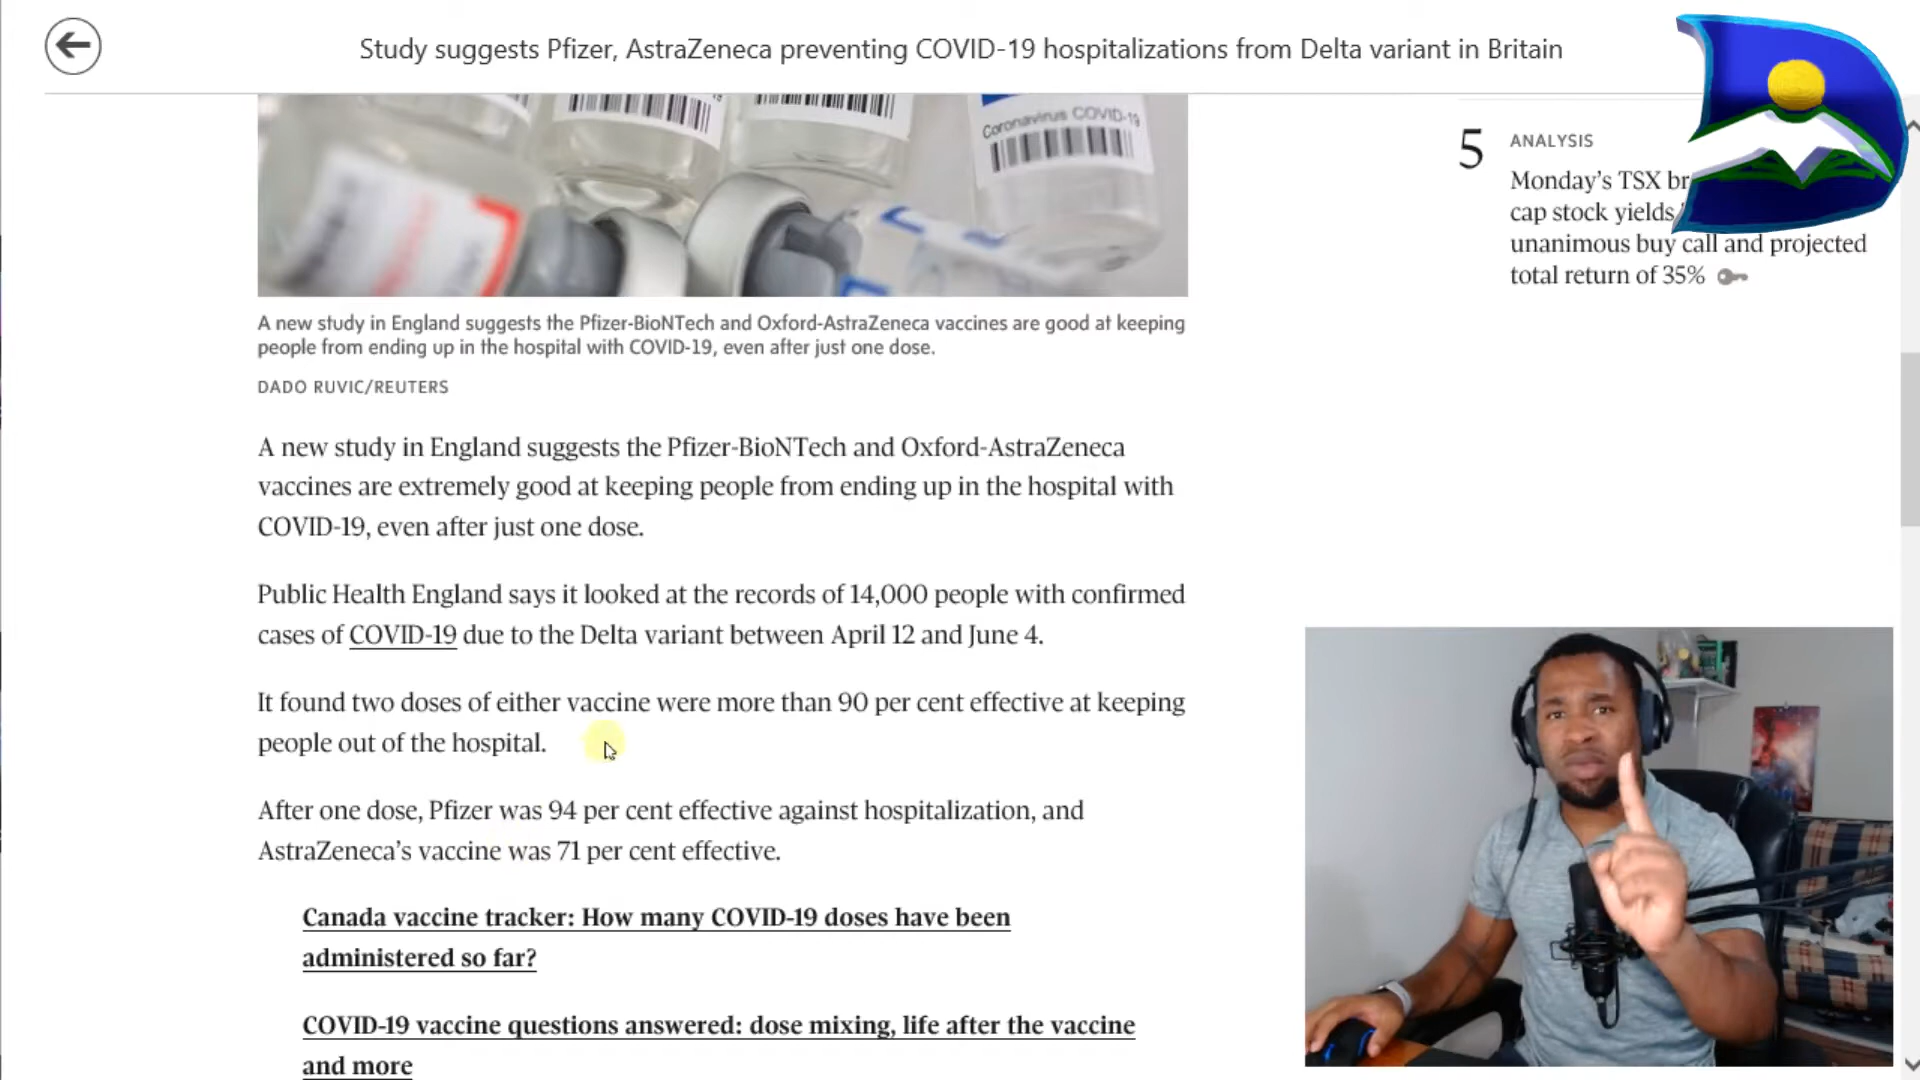 Study suggests Pfizer, AstraZeneca preventing COVID-19 hospitalizations from Delta variant in Britain
Coronavirus COVID-19
5
ANALYSIS
Monday's TSX
cap stock yields
unanimous buy call and projected
total return of 35%
A new study in England suggests the Pfizer-BioNTech and Oxford-AstraZeneca vaccines are good at keeping
people from ending up in the hospital with COVID-19, even after just one dose.
DADO RUVIC/REUTERS
A new study in England suggests the Pfizer-BioNTech and Oxford-AstraZeneca
vaccines are extremely good at keeping people from ending up in the hospital with
COVID-19, even after just one dose.
Public Health England says it looked at the records of 14,000 people with confirmed
cases of COVID-19 due to the Delta variant between April 12 and June 4.
It found two doses of either vaccine were more than 90 per cent effective at keeping
people out of the hospital.
After one dose, Pfizer was 94 per cent effective against hospitalization, and
AstraZeneca’s vaccine was 71 per cent effective.
Canada vaccine tracker: How many COVID-19 doses have been
administered so far?
COVID-19 vaccine questions answered: dose mixing, life after the vaccine
and more